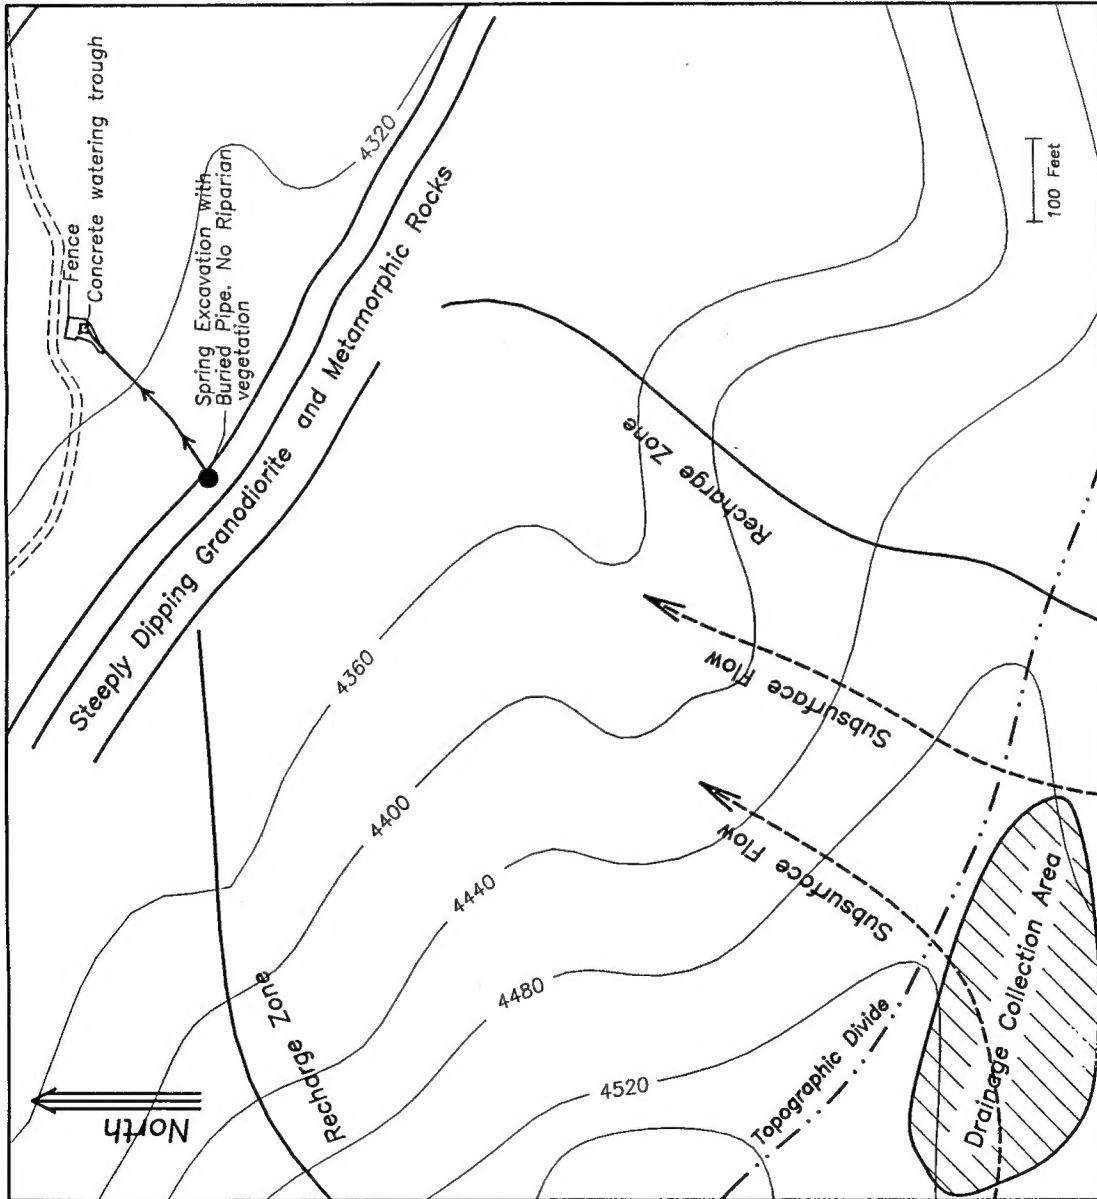 Fence
Concrete watering trough
4320
Spring Excavation with
Buried Pipe. No Riparian
vegetation
Steeply Dipping Granodiorite and Metamorphic Rocks
100 Feet
Recharge Zone
4360
Subsurface Flow
4400
Subsurface Flow
4440
4480
Recharge Zone
Topographic Divide
4520
Drainage Collection Area
North